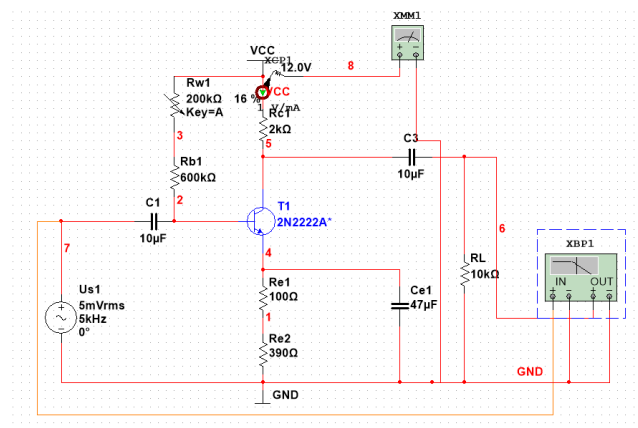 XMM1
VCC
XCP1
12.0V
8
Rw1
200kΩ
Key=A
16 %
VCC
1 V/mA
Rc1
2kΩ
3
5
C3
10µF
Rb1
600kΩ
2
C1
10µF
T1
2N2222A*
6
7
4
XBP1
IN
OUT
RL
10kΩ
Us1
5mVrms
5kHz
0°
Re1
100Ω
Ce1
47µF
1
Re2
390Ω
GND
GND